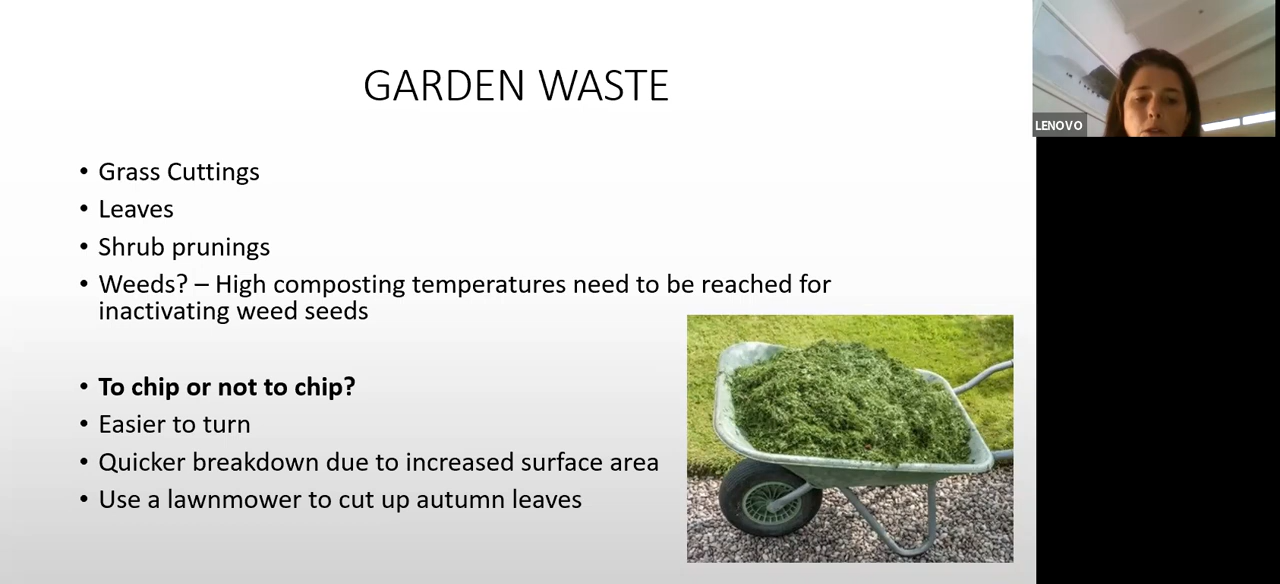 GARDEN WASTE
LENOVO
• Grass Cuttings
• Leaves
• Shrub prunings
• Weeds? – High composting temperatures need to be reached for
inactivating weed seeds
• To chip or not to chip?
• Easier to turn
• Quicker breakdown due to increased surface area
• Use a lawnmower to cut up autumn leaves